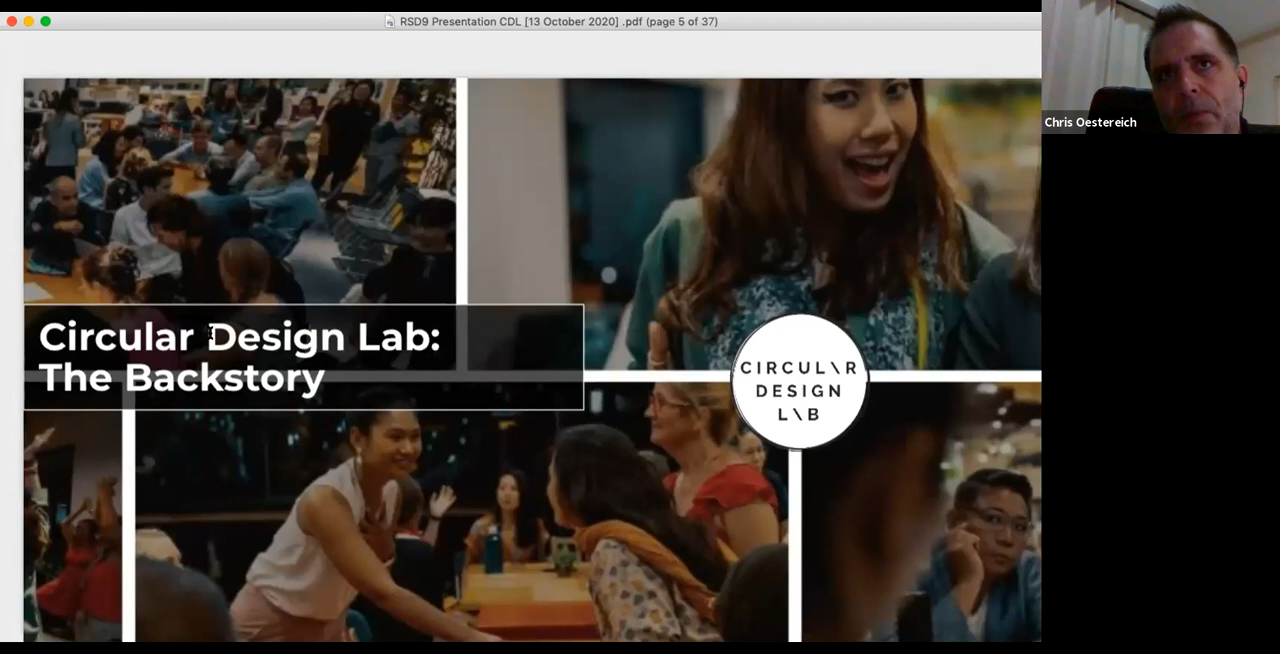 RSD9 Presentation CDL [13 October 2020] .pdf (page 5 of 37)
Chris Oestereich
Circular Design Lab:
The Backstory
CIRCUL\R
DESIGN
L\B